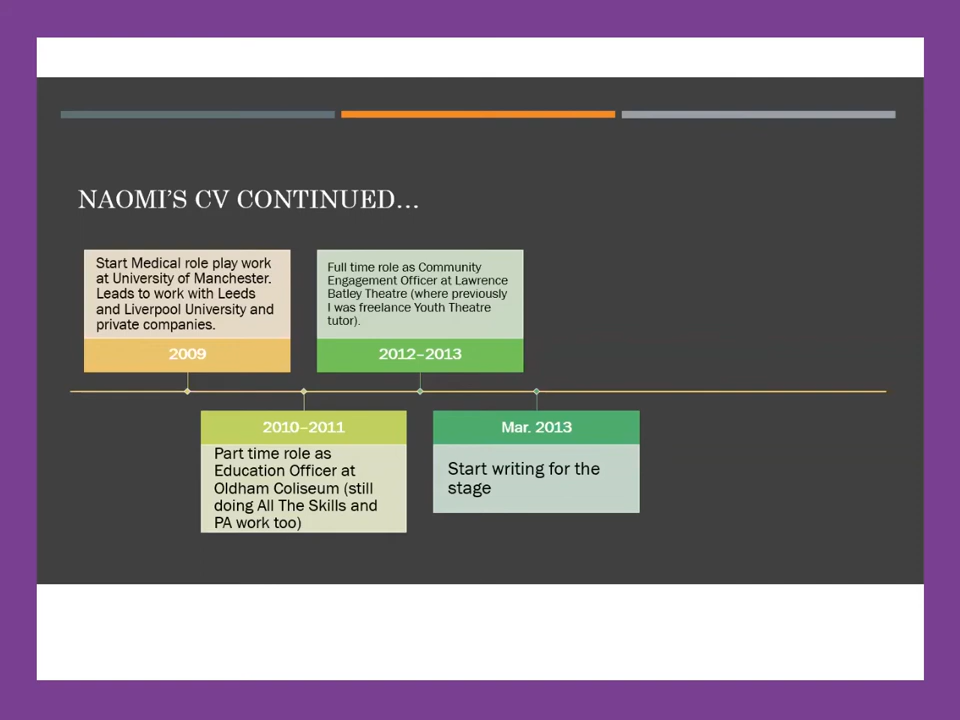 NAOMI'S CV CONTINUED...
Start Medical role play work
at University of Manchester.
Leads to work with Leeds
and Liverpool University and
private companies.
2009
Full time role as Community
Engagement Officer at Lawrence
Batley Theatre (where previously
I was freelance Youth Theatre
tutor).
2012–2013
2010–2011
Part time role as
Education Officer at
Oldham Coliseum (still
doing All The Skills and
PA work too)
Mar. 2013
Start writing for the
stage